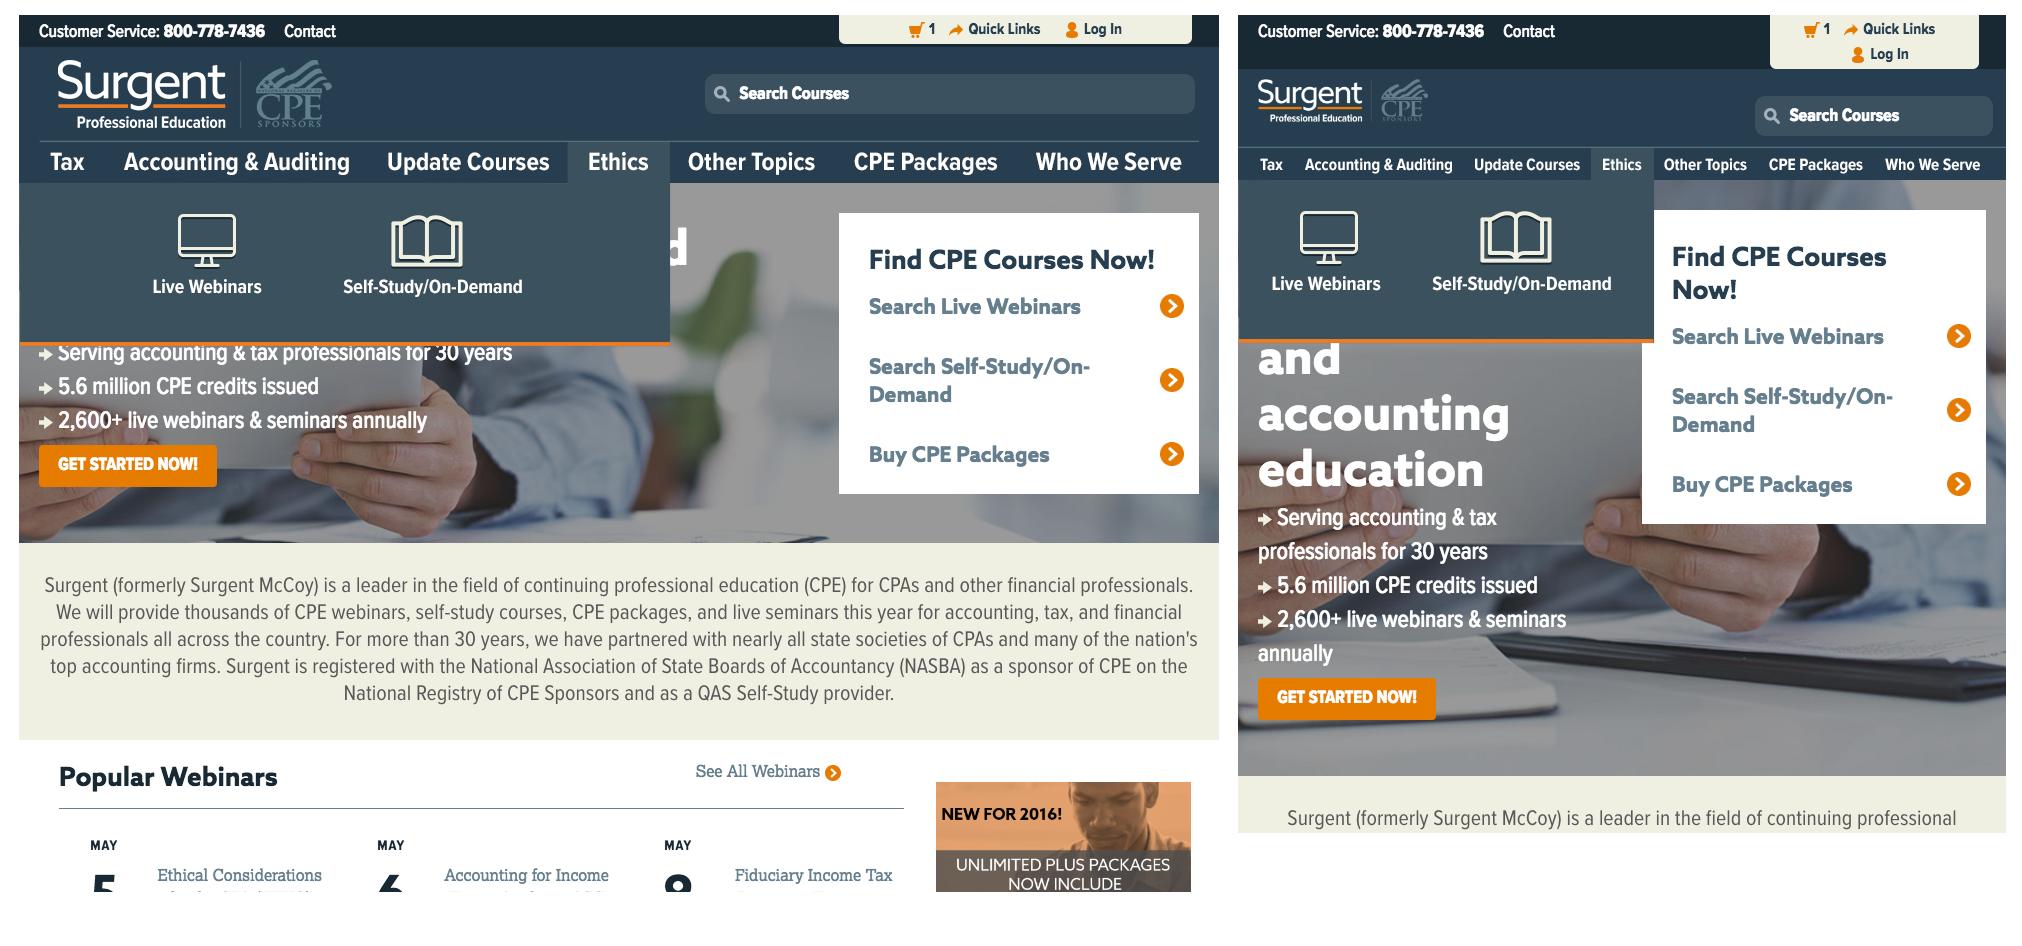 Customer Service: 800-778-7436 Contact
1 Quick Links Log In
Surgent
Professional Education
CPE
SPONSORS
Search Courses
Tax Accounting & Auditing Update Courses Ethics Other Topics CPE Packages Who We Serve
Live Webinars Self-Study/On-Demand
d
Serving accounting & tax professionals for 30 years
5.6 million CPE credits issued
2,600+ live webinars & seminars annually
GET STARTED NOW!
Find CPE Courses Now!
Search Live Webinars
Search Self-Study/On-
Demand
Buy CPE Packages
Surgent (formerly Surgent McCoy) is a leader in the field of continuing professional education (CPE) for CPAs and other financial professionals.
We will provide thousands of CPE webinars, self-study courses, CPE packages, and live seminars this year for accounting, tax, and financial
professionals all across the country. For more than 30 years, we have partnered with nearly all state societies of CPAs and many of the nation's
top accounting firms. Surgent is registered with the National Association of State Boards of Accountancy (NASBA) as a sponsor of CPE on the
National Registry of CPE Sponsors and as a QAS Self-Study provider.
Popular Webinars
See All Webinars
MAY
5
Ethical Considerations
MAY
6
Accounting for Income
MAY
Fiduciary Income Tax
NEW FOR 2016!
UNLIMITED PLUS PACKAGES
NOW INCLUDE
Customer Service: 800-778-7436 Contact
1 Quick Links
Log In
Surgent
Professional Education
CPE
SPONSORS
Search Courses
Tax Accounting & Auditing Update Courses Ethics Other Topics CPE Packages Who We Serve
Live Webinars Self-Study/On-Demand
and
accounting
education
Serving accounting & tax
professionals for 30 years
5.6 million CPE credits issued
2,600+ live webinars & seminars
annually
GET STARTED NOW!
Find CPE Courses
Now!
Search Live Webinars
Search Self-Study/On-
Demand
Buy CPE Packages
Surgent (formerly Surgent McCoy) is a leader in the field of continuing professional